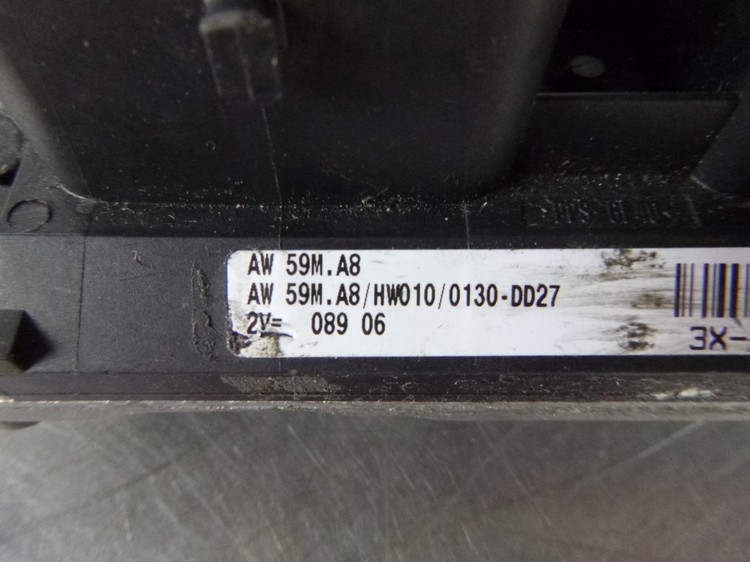 AW 59M.A8
AW 59M.A8/HW010/0130-DD27
2V= 089 06
3X-